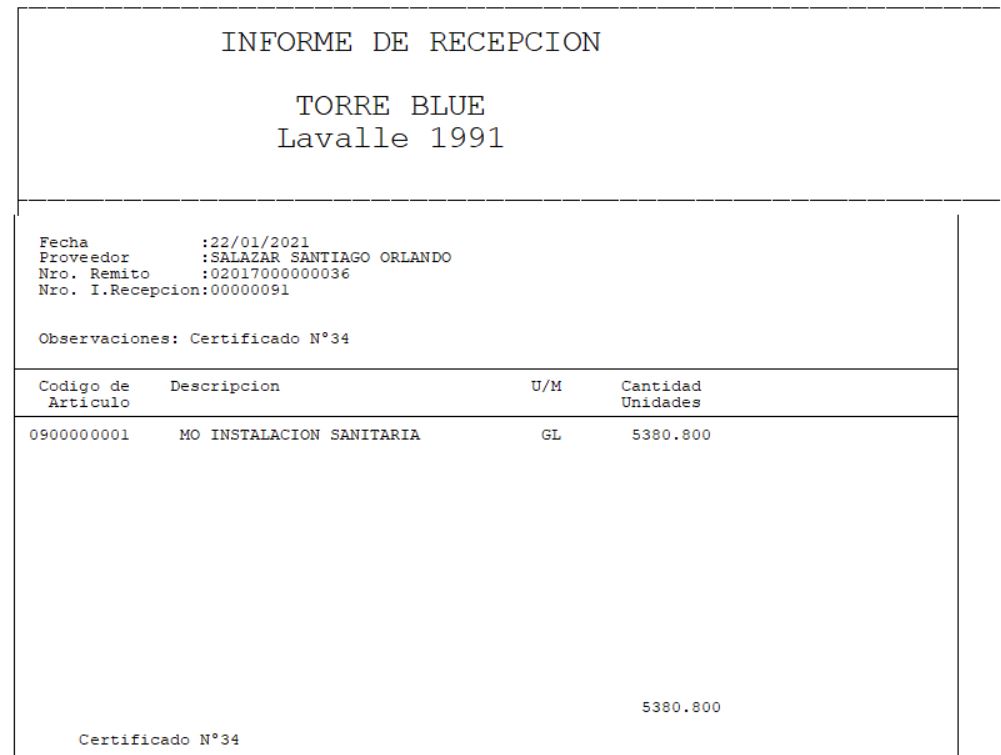 INFORME DE RECEPCION
TORRE BLUE
Lavalle 1991
Fecha :22/01/2021
Proveedor :SALAZAR SANTIAGO ORLANDO
Nro. Remito :02017000000036
Nro. I.Recepcion:00000091
Observaciones: Certificado N°34
Codigo de Descripcion U/M Cantidad
Articulo Unidades
0900000001 MO INSTALACION SANITARIA GL 5380.800
5380.800
Certificado N°34